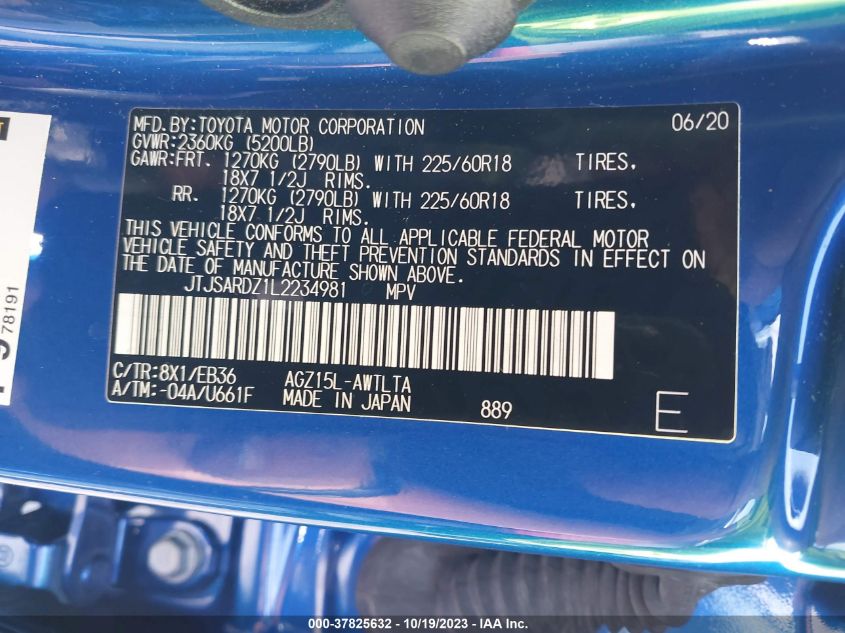 MFD.BY:TOYOTA MOTOR CORPORATION 06/20
GVWR:2360KG (5200LB)
GAWR:FRT. 1270KG (2790LB) WITH 225/60R18 TIRES,
18X7 1/2J RIMS.
RR. 1270KG (2790LB) WITH 225/60R18 TIRES,
18X7 1/2J RIMS.
THIS VEHICLE CONFORMS TO ALL APPLICABLE FEDERAL MOTOR
VEHICLE SAFETY AND THEFT PREVENTION STANDARDS IN EFFECT ON
THE DATE OF MANUFACTURE SHOWN ABOVE.
JTJSARDZ1L2234981 MPV
C/TR:8X1/EB36 AGZ15L-AWTLTA
A/TM:-04A/U661F MADE IN JAPAN 889 E
78191
000-37825632 - 10/19/2023 - IAA Inc.